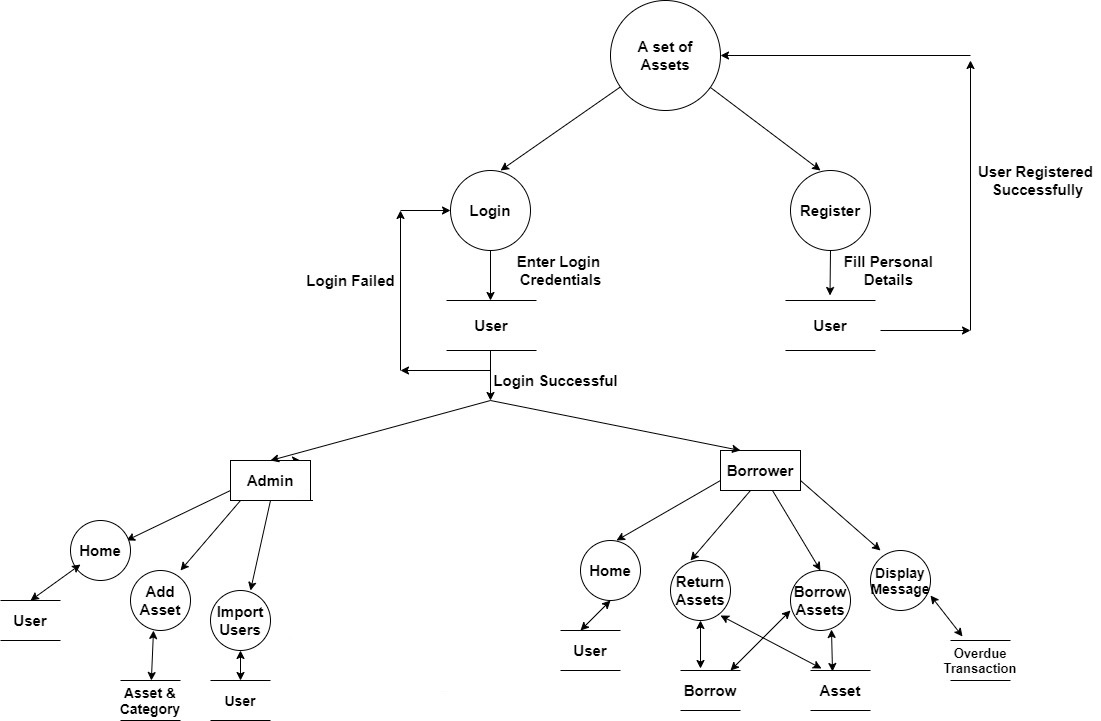 A set of
Assets
User Registered
Successfully
Login
Register
Enter Login
Credentials
Fill Personal
Details
Login Failed
User
User
Login Successful
Admin
Borrower
Home
Home
Return
Assets
Borrow
Assets
Display
Message
Add
Asset
Import
Users
User
User
Overdue
Transaction
Asset &
Category
User
Borrow
Asset